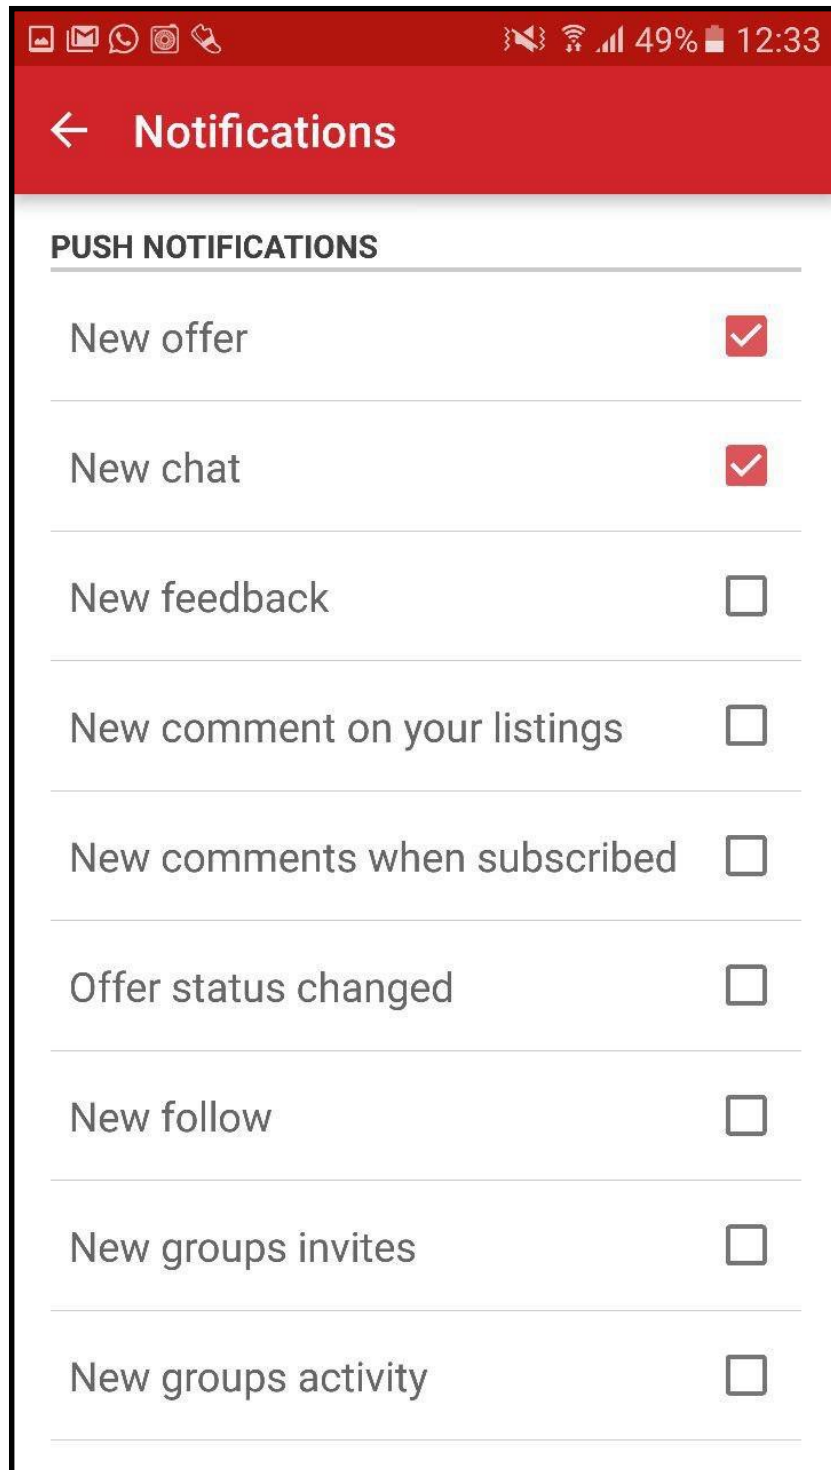 49% 12:33
Notifications
PUSH NOTIFICATIONS
New offer
New chat
New feedback
New comment on your listings
New comments when subscribed
Offer status changed
New follow
New groups invites
New groups activity